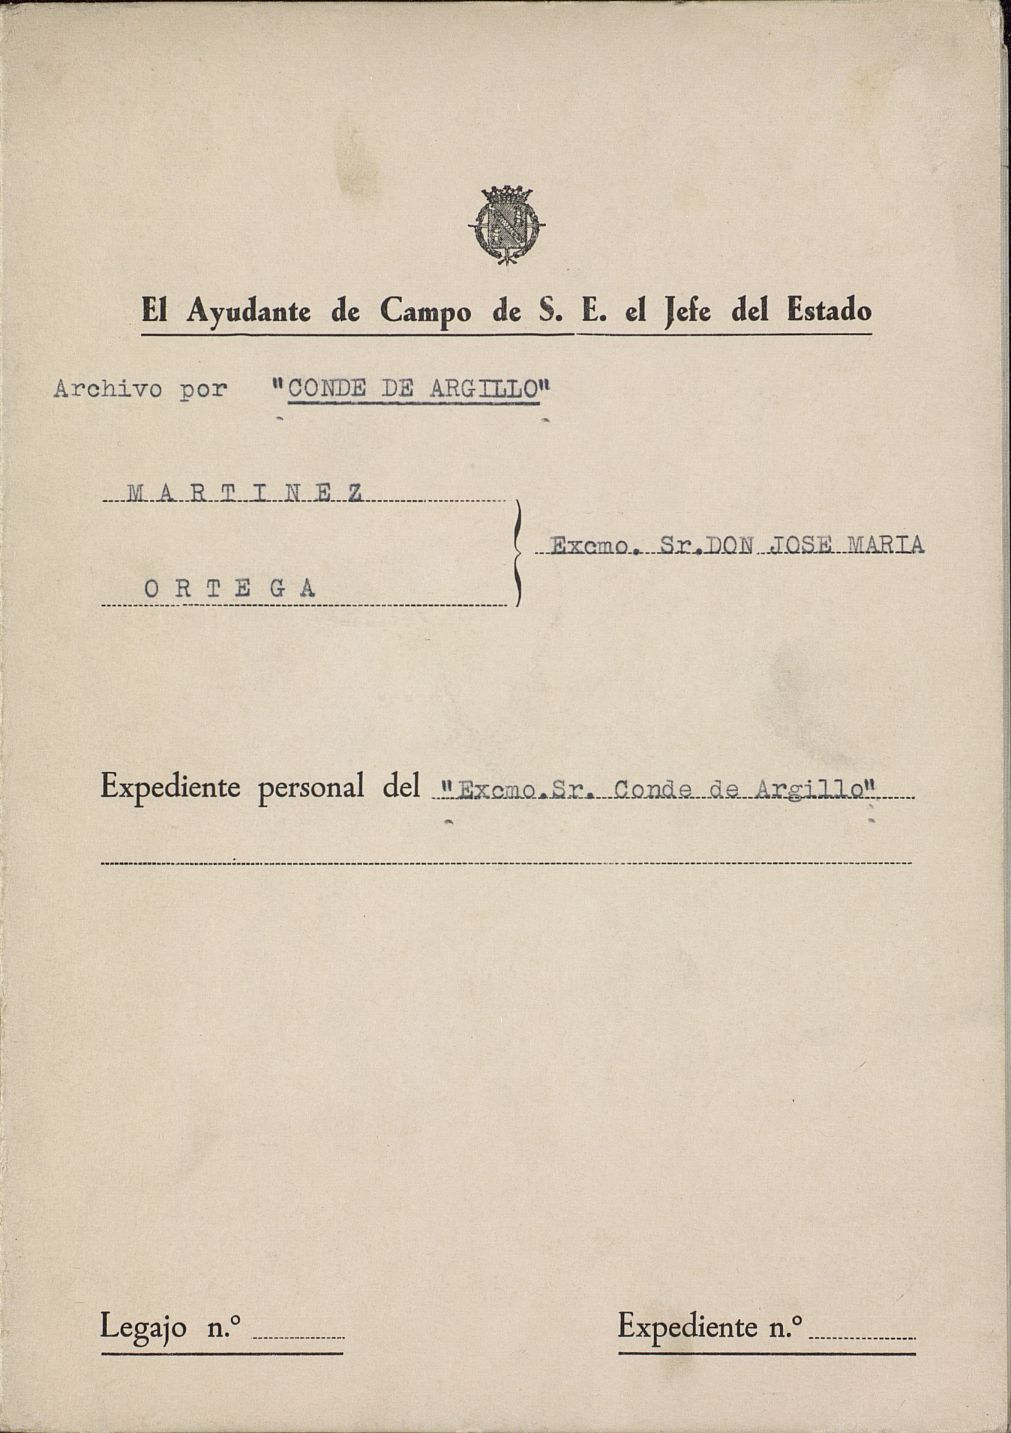 El Ayudante de Campo de S. E. el Jefe del Estado
Archivo por "CONDE DE ARGILLO"
M A R T I N E Z
Excmo. Sr.DON JOSE MARIA
O R T E G A
Expediente personal del "Excmo.Sr. Conde de Argillo"
Legajo n.º
Expediente n.º